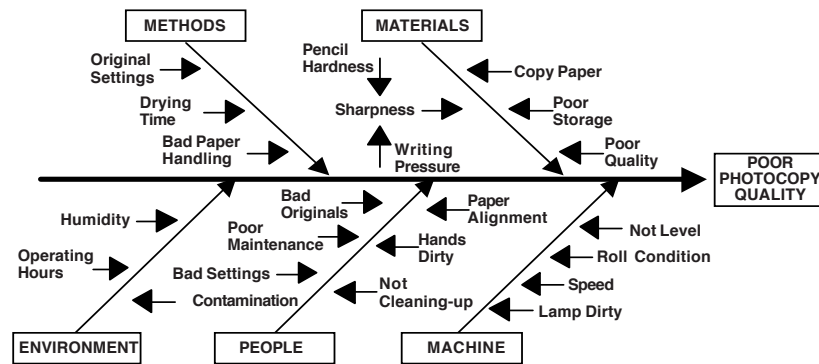 METHODS
MATERIALS
Original
Settings
Pencil
Hardness
Copy Paper
Drying
Time
Sharpness
Poor
Storage
Bad Paper
Handling
Writing
Pressure
Poor
Quality
POOR
PHOTOCOPY
QUALITY
Humidity
Bad
Originals
Paper
Alignment
Poor
Maintenance
Hands
Dirty
Not Level
Operating
Hours
Roll Condition
Bad Settings
Not
Cleaning-up
Speed
Contamination
Lamp Dirty
ENVIRONMENT
PEOPLE
MACHINE